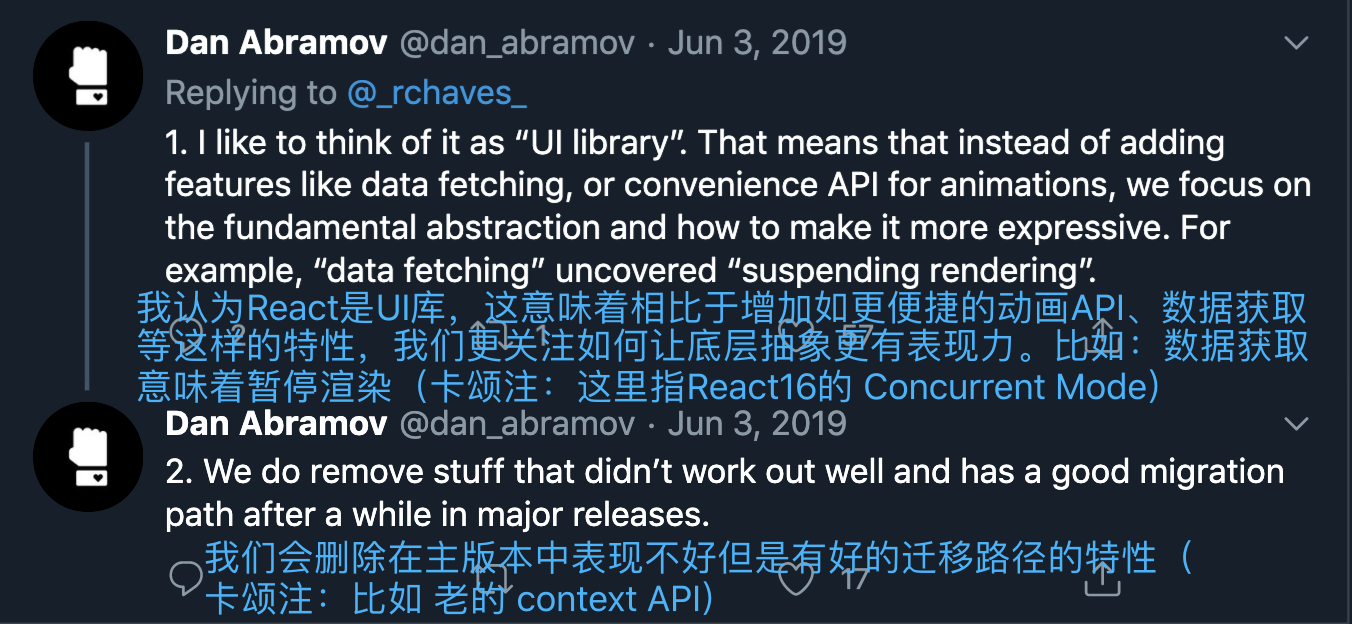 Dan Abramov @dan_abramov · Jun 3, 2019
Replying to @_rchaves_
1. I like to think of it as “UI library”. That means that instead of adding
features like data fetching, or convenience API for animations, we focus on
the fundamental abstraction and how to make it more expressive. For
example, “data fetching” uncovered “suspending rendering”.
我认为React是UI库，这意味着相比于增加如更便捷的动画API、数据获取
2 1 57
等这样的特性，我们更关注如何让底层抽象更有表现力。比如：数据获取
意味着暂停渲染（卡颂注：这里指React16的 Concurrent Mode）
Dan Abramov @dan_abramov · Jun 3, 2019
2. We do remove stuff that didn’t work out well and has a good migration
path after a while in major releases.
我们会删除在主版本中表现不好但是有好的迁移路径的特性（
17
卡颂注：比如 老的 context API）